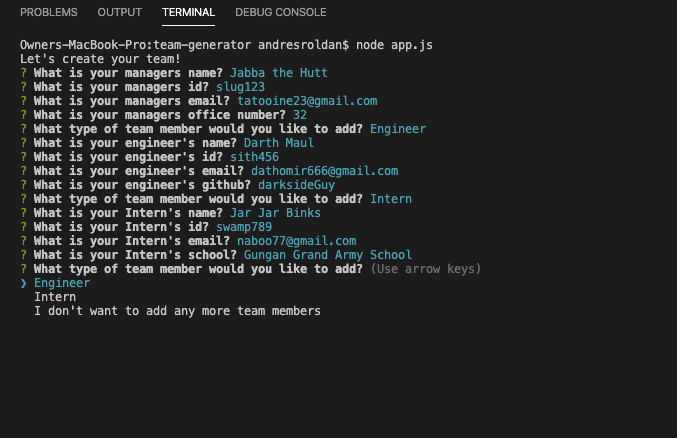 PROBLEMS OUTPUT TERMINAL DEBUG CONSOLE
Owners-MacBook-Pro:team-generator andresroldan$ node app.js
Let's create your team!
? What is your managers name? Jabba the Hutt
? What is your managers id? slug123
? What is your managers email? tatooine23@gmail.com
? What is your managers office number? 32
? What type of team member would you like to add? Engineer
? What is your engineer's name? Darth Maul
? What is your engineer's id? sith456
? What is your engineer's email? dathomir666@gmail.com
? What is your engineer's github? darksideGuy
? What type of team member would you like to add? Intern
? What is your Intern's name? Jar Jar Binks
? What is your Intern's id? swamp789
? What is your Intern's email? naboo77@gmail.com
? What is your Intern's school? Gungan Grand Army School
? What type of team member would you like to add? (Use arrow keys)
❯ Engineer
Intern
I don't want to add any more team members